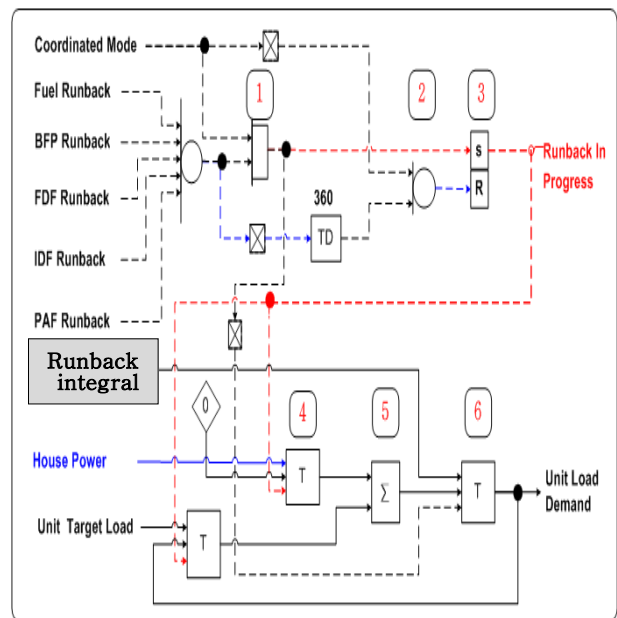 Coordinated Mode
Fuel Runback
1
2
3
BFP Runback
S
Runback In
Progress
FDF Runback
360
R
TD
IDF Runback
PAF Runback
Runback
integral
0
4
5
6
House Power
T
Σ
T
Unit Load
Demand
Unit Target Load
T